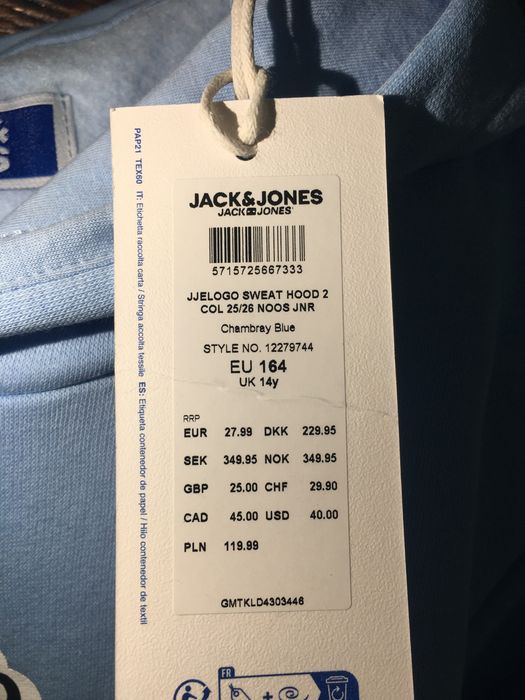 PAP21 TEX60 IT: Etichetta raccolta carta / Stringa accolta tessile ES: Etiqueta contenedor de papel / Hilo contenedor de textil
JACK&JONES
JACK JONES
5715725667333
JJELOGO SWEAT HOOD 2
COL 25/26 NOOS JNR
Chambray Blue
STYLE NO. 12279744
EU 164
UK 14y
RRP
EUR 27.99 DKK 229.95
SEK 349.95 NOK 349.95
GBP 25.00 CHF 29.90
CAD 45.00 USD 40.00
PLN 119.99
GMTKLD4303446
FR